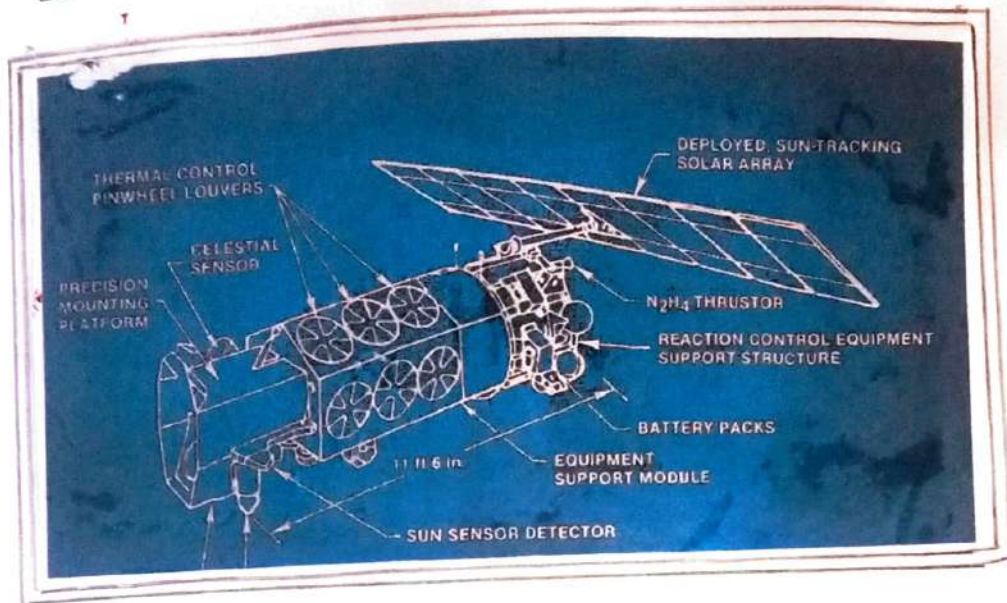 DEPLOYED, SUN-TRACKING
SOLAR ARRAY
THERMAL CONTROL
PINWHEEL LOUVERS
CELESTIAL
SENSOR
PRECISION
MOUNTING
PLATFORM
N₂H₄ THRUSTOR
REACTION CONTROL EQUIPMENT
SUPPORT STRUCTURE
BATTERY PACKS
11 ft 6 in.
EQUIPMENT
SUPPORT MODULE
SUN SENSOR DETECTOR